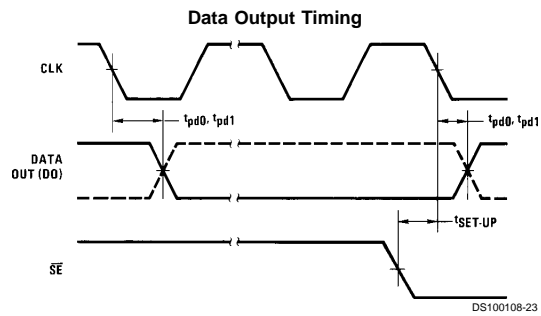 Data Output Timing
CLK
tpd0, tpd1
tpd0, tpd1
DATA
OUT (DO)
tSET-UP
SE
DS100108-23